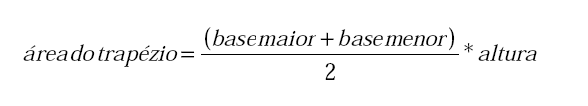 área do trapézio = (base maior + base menor) / 2 * altura